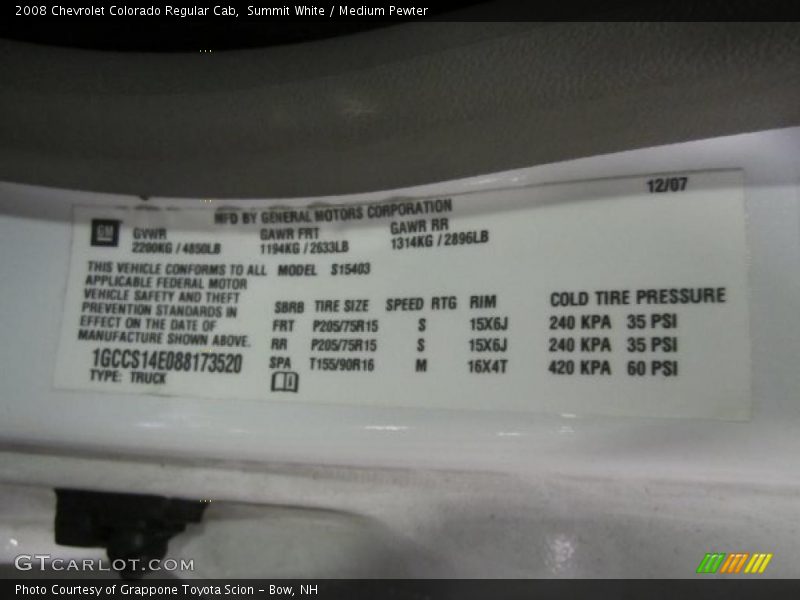 2008 Chevrolet Colorado Regular Cab,  Summit White / Medium Pewter
12/07
MFD BY GENERAL MOTORS CORPORATION
GM
GVWR GAWR FRT GAWR RR
2200KG / 4850LB 1194KG / 2633LB 1314KG / 2896LB
THIS VEHICLE CONFORMS TO ALL MODEL S15403
APPLICABLE FEDERAL MOTOR
VEHICLE SAFETY AND THEFT
PREVENTION STANDARDS IN
EFFECT ON THE DATE OF
MANUFACTURE SHOWN ABOVE.
1GCCS14E088173520
TYPE: TRUCK
SBRB TIRE SIZE SPEED RTG RIM COLD TIRE PRESSURE
FRT P205/75R15 S 15X6J 240 KPA 35 PSI
RR P205/75R15 S 15X6J 240 KPA 35 PSI
SPA T155/90R16 M 16X4T 420 KPA 60 PSI
GTCARLOT.COM
Photo Courtesy of Grappone Toyota Scion - Bow, NH